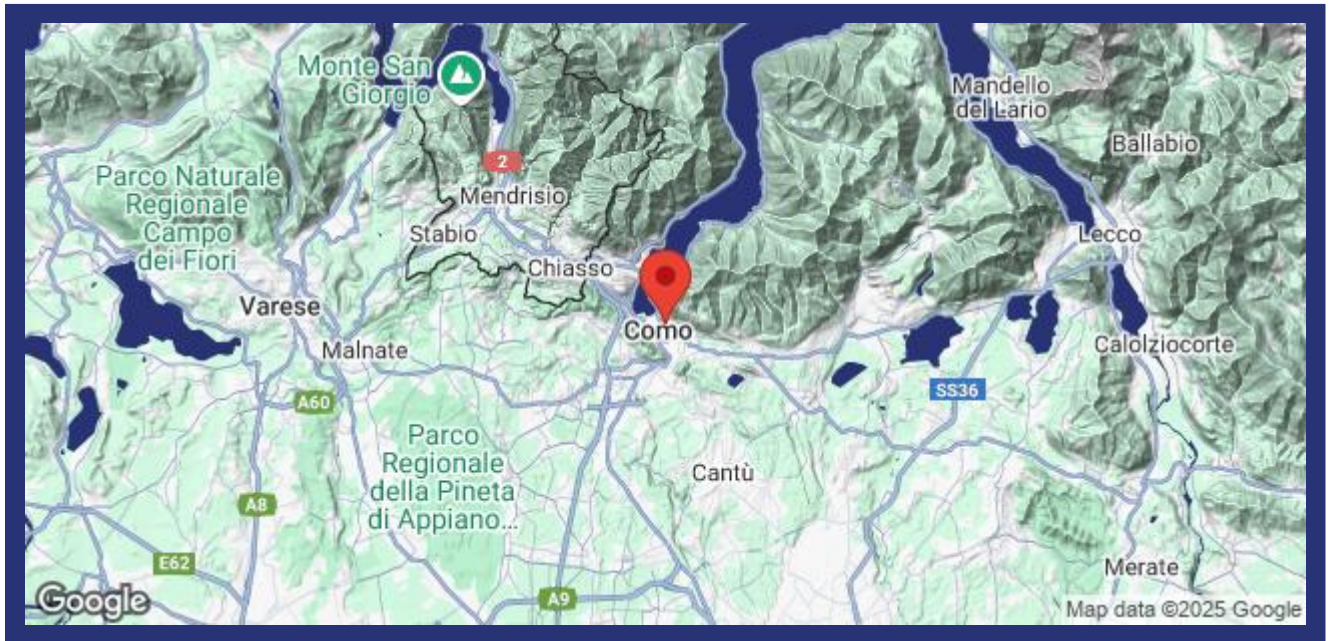 Monte San
Giorgio
Mandello
del Lario
Ballabio
2
Parco Naturale
Regionale
Campo
dei Fiori
Mendrisio
Stabio
Lecco
Chiasso
Varese
Como
Malnate
Calolziocorte
SS36
A60
Parco
Regionale
della Pineta
di Appiano...
Cantù
A8
E62
Merate
A9
Google
Map data ©2025 Google